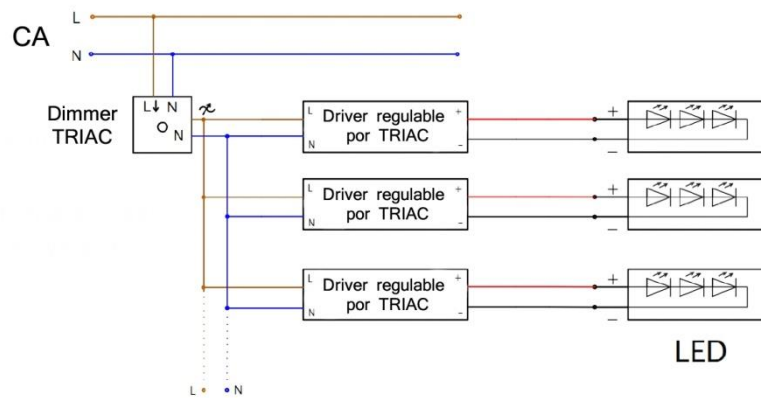 L
CA
N
Dimmer
TRIAC
L N
N
L
N
Driver regulable
por TRIAC
+
-
+
-
L
N
Driver regulable
por TRIAC
+
-
+
-
L
N
Driver regulable
por TRIAC
+
-
+
-
LED
L
N